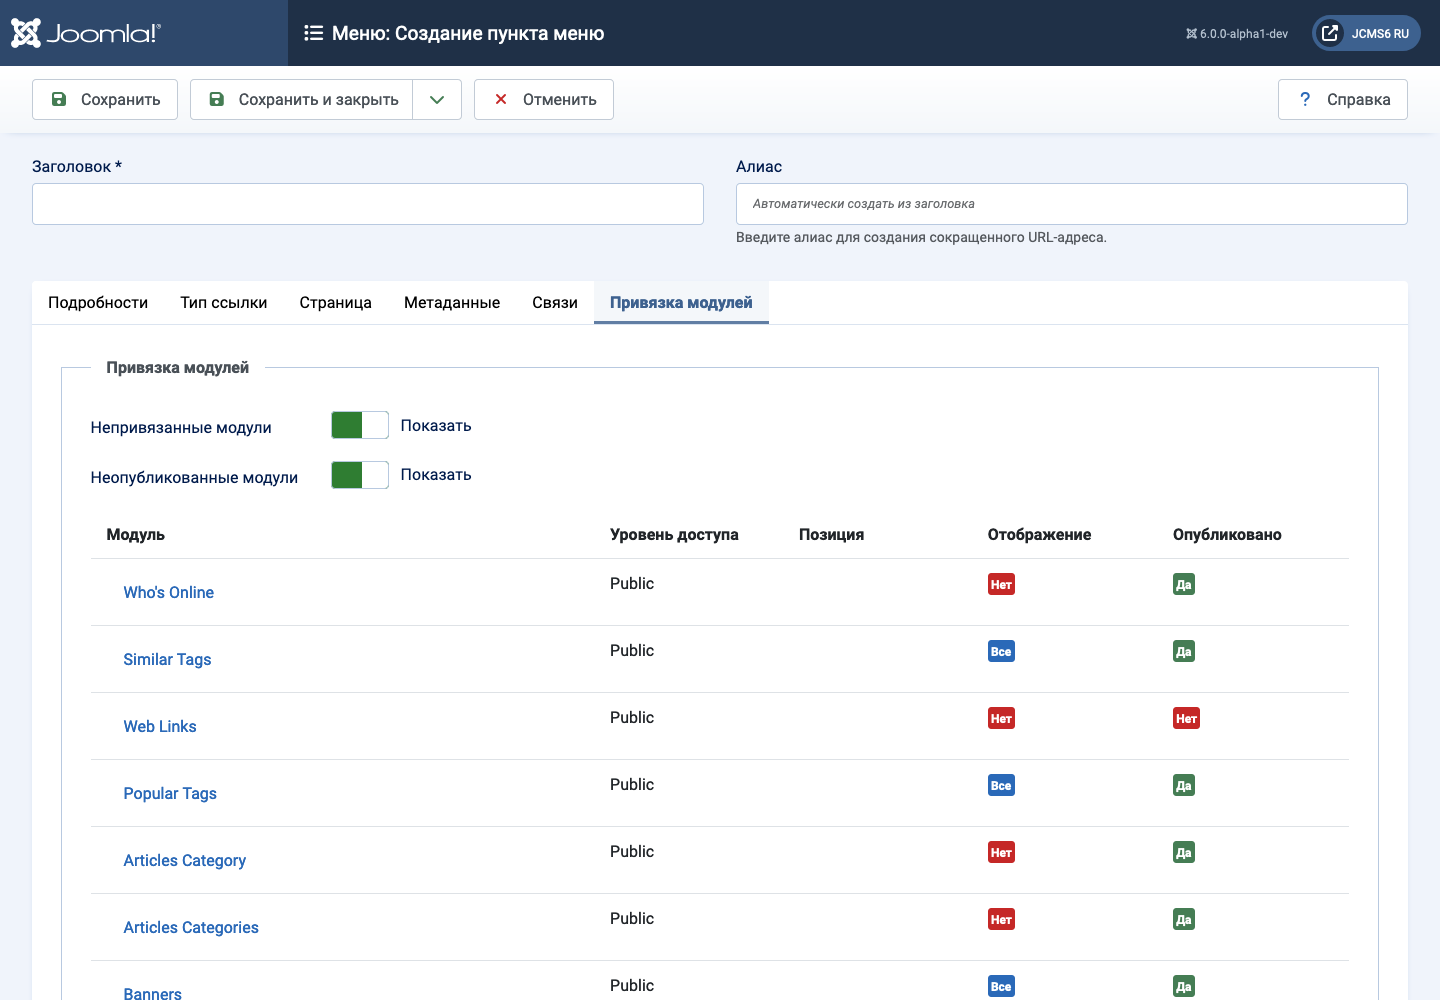 Joomla!®
Меню: Создание пункта меню
6.0.0-alpha1-dev
JCMS6 RU
Сохранить
Сохранить и закрыть
Отменить
? Справка
Заголовок *
Алиас
Автоматически создать из заголовка
Введите алиас для создания сокращенного URL-адреса.
Подробности Тип ссылки Страница Метаданные Связи Привязка модулей
Привязка модулей
Непривязанные модули Показать
Неопубликованные модули Показать
Модуль Уровень доступа Позиция Отображение Опубликовано
Who's Online Public Нет Да
Similar Tags Public Все Да
Web Links Public Нет Нет
Popular Tags Public Все Да
Articles Category Public Нет Да
Articles Categories Public Нет Да
Banners Public Все Да